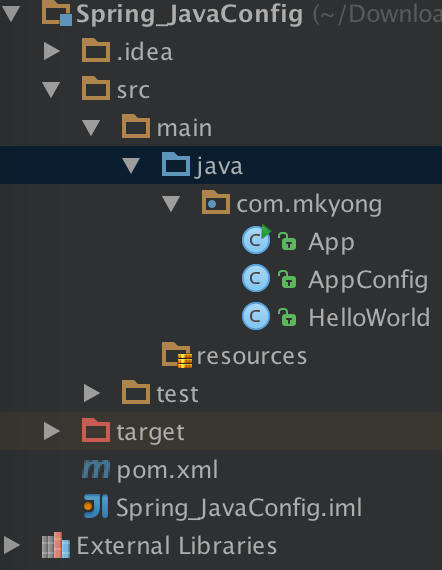 Spring_JavaConfig (~/Downloa
.idea
src
main
java
com.mkyong
C App
C AppConfig
C HelloWorld
resources
test
target
m pom.xml
Spring_JavaConfig.iml
External Libraries